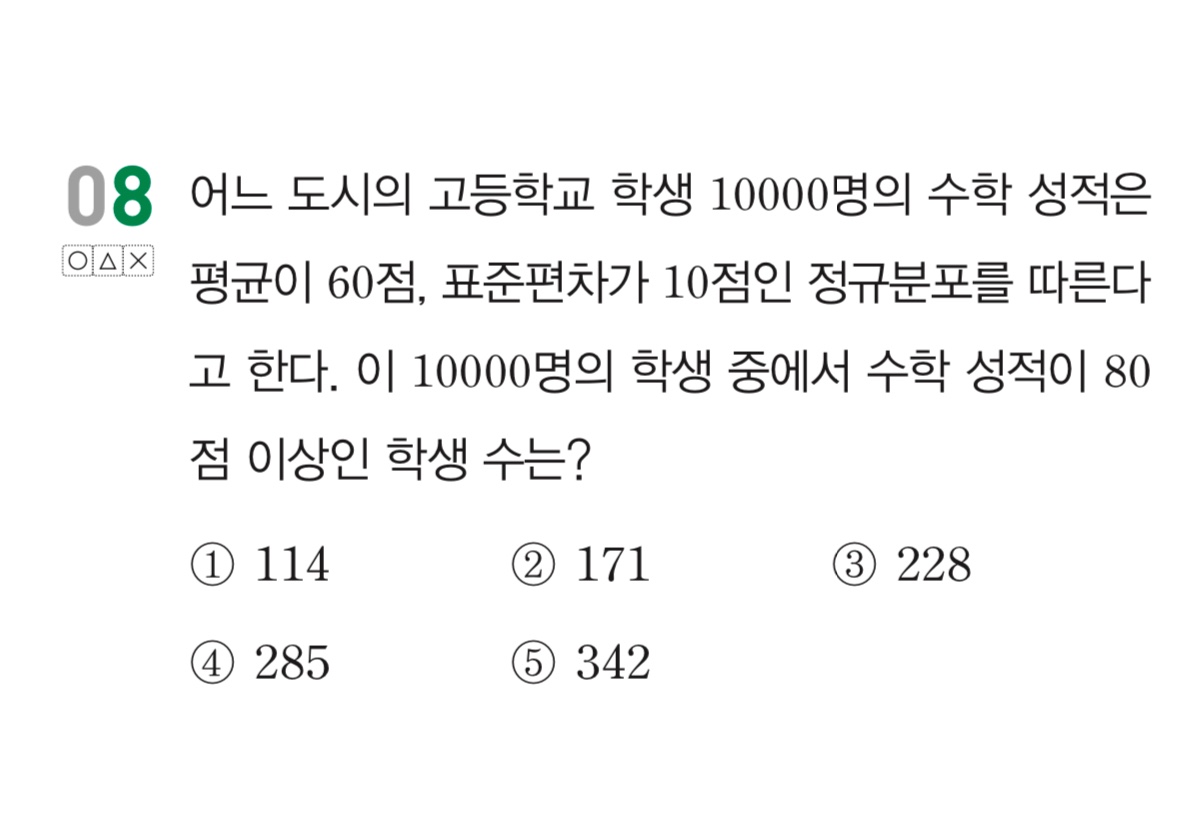 08
○△×
어느 도시의 고등학교 학생 10000명의 수학 성적은
평균이 60점, 표준편차가 10점인 정규분포를 따른다
고 한다. 이 10000명의 학생 중에서 수학 성적이 80
점 이상인 학생 수는?
① 114 ② 171 ③ 228
④ 285 ⑤ 342